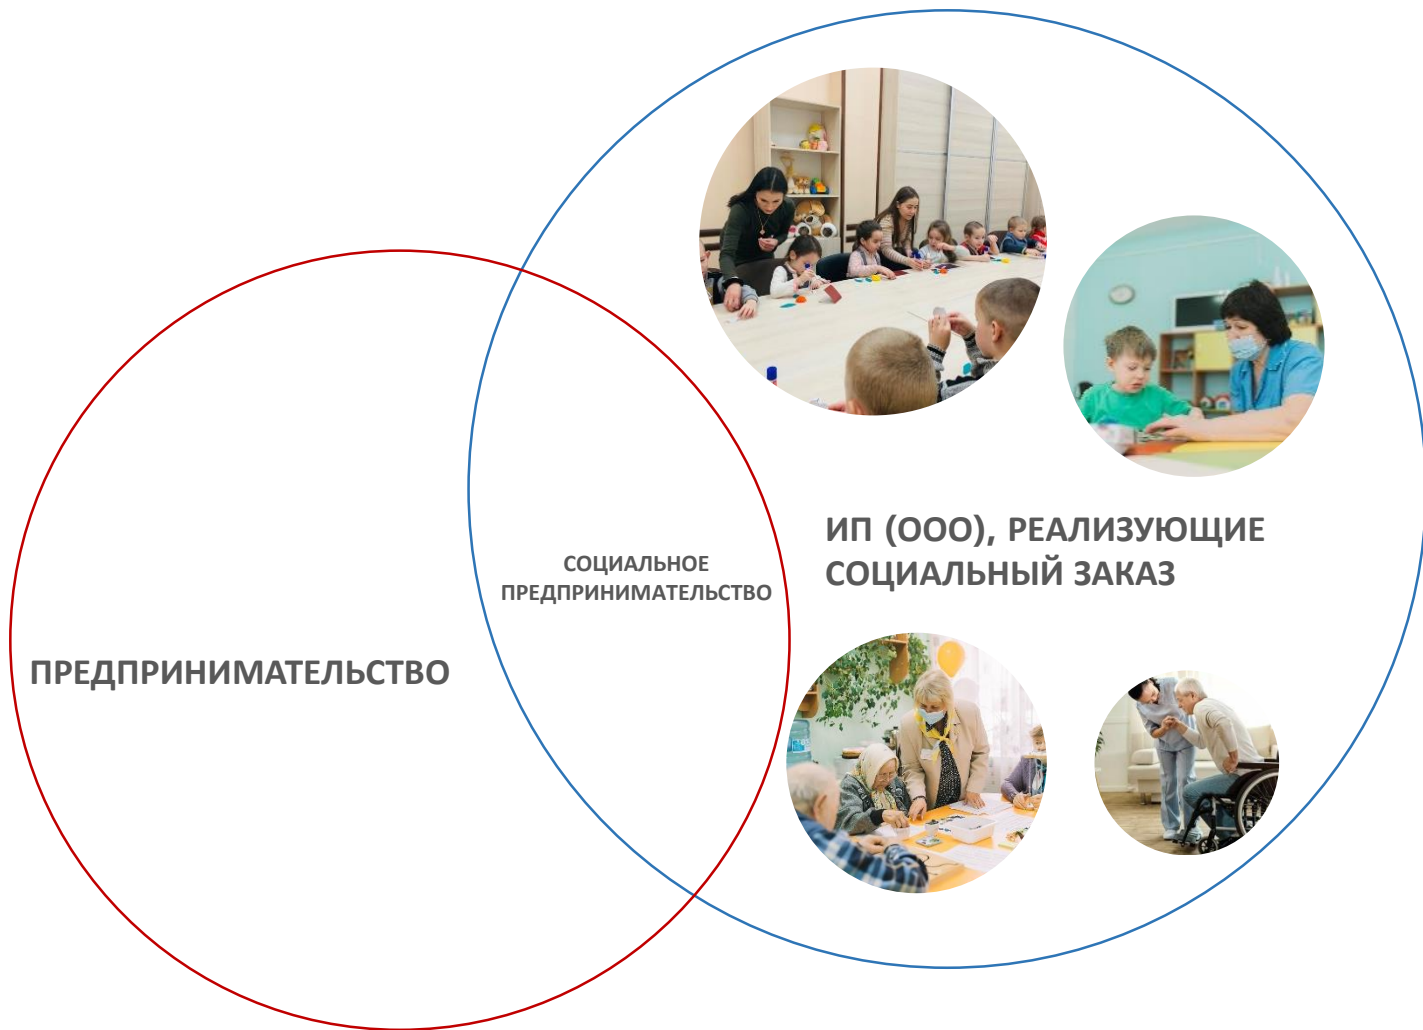 ИП (ООО), РЕАЛИЗУЮЩИЕ
СОЦИАЛЬНЫЙ ЗАКАЗ
СОЦИАЛЬНОЕ
ПРЕДПРИНИМАТЕЛЬСТВО
ПРЕДПРИНИМАТЕЛЬСТВО